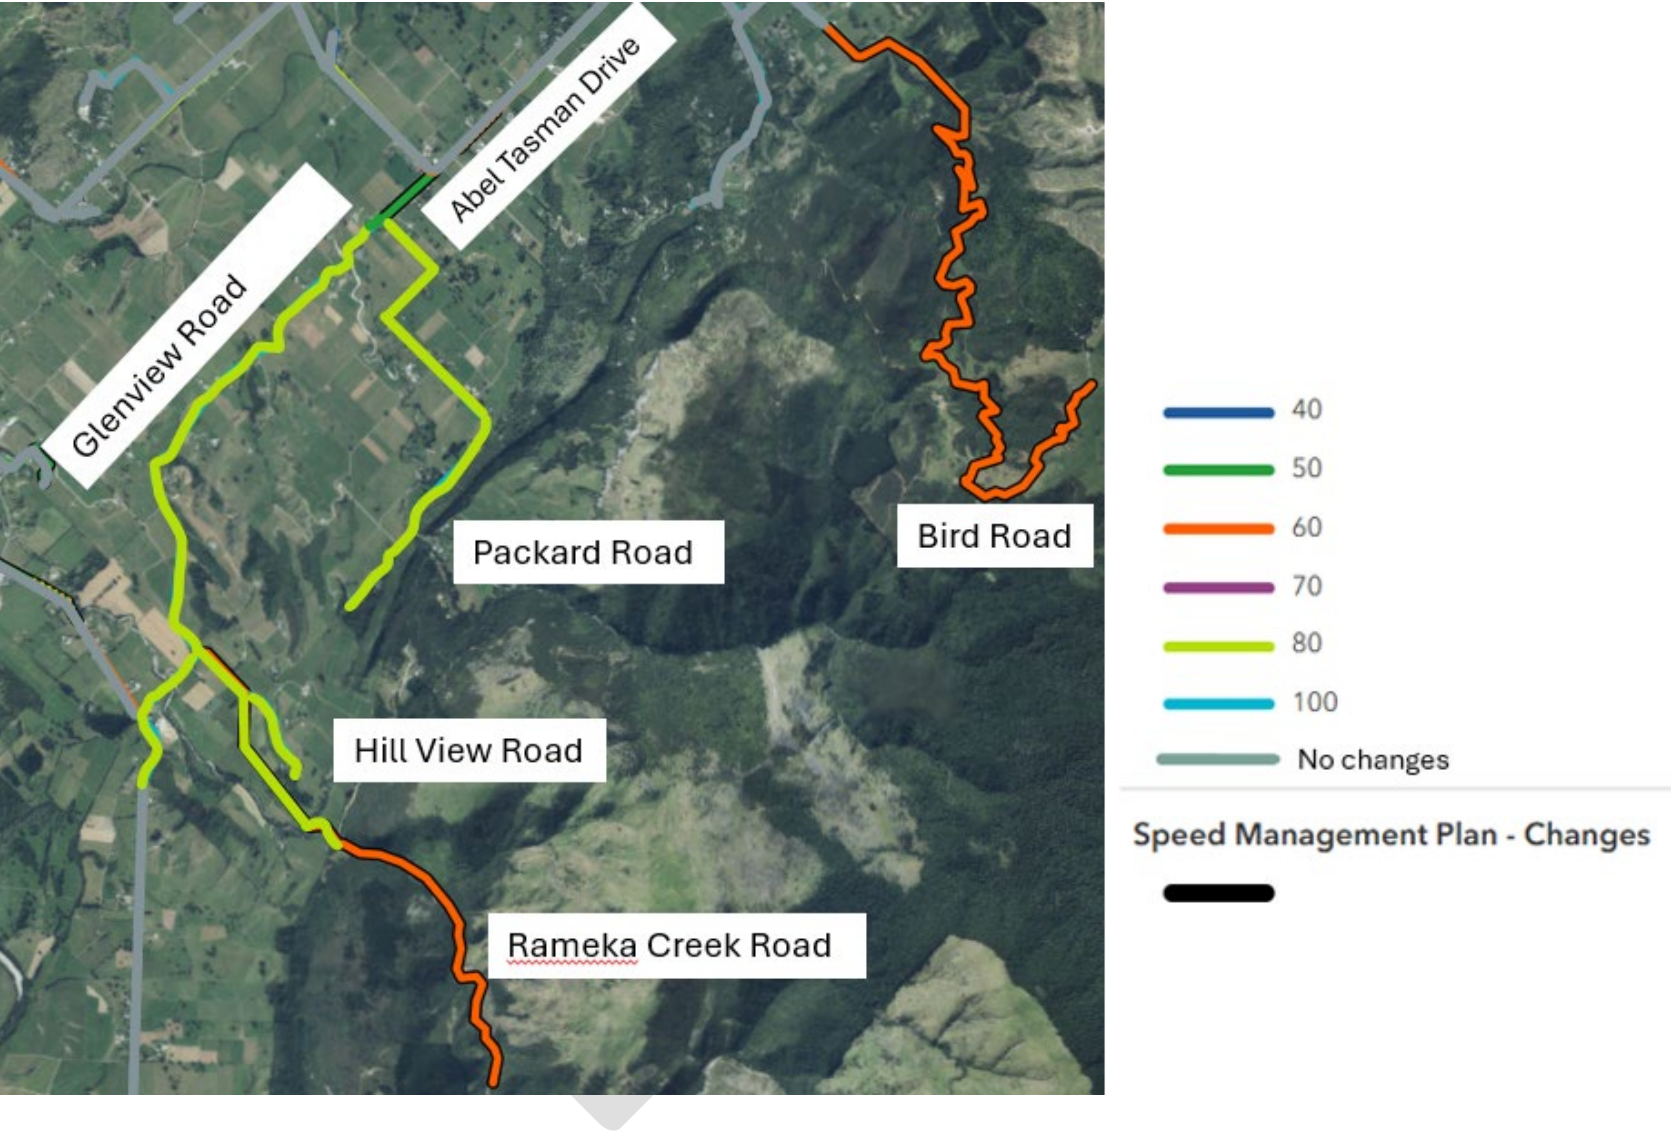 Abel Tasman Drive
Glenview Road
Packard Road
Bird Road
Hill View Road
Rameka Creek Road
40
50
60
70
80
100
No changes
Speed Management Plan - Changes